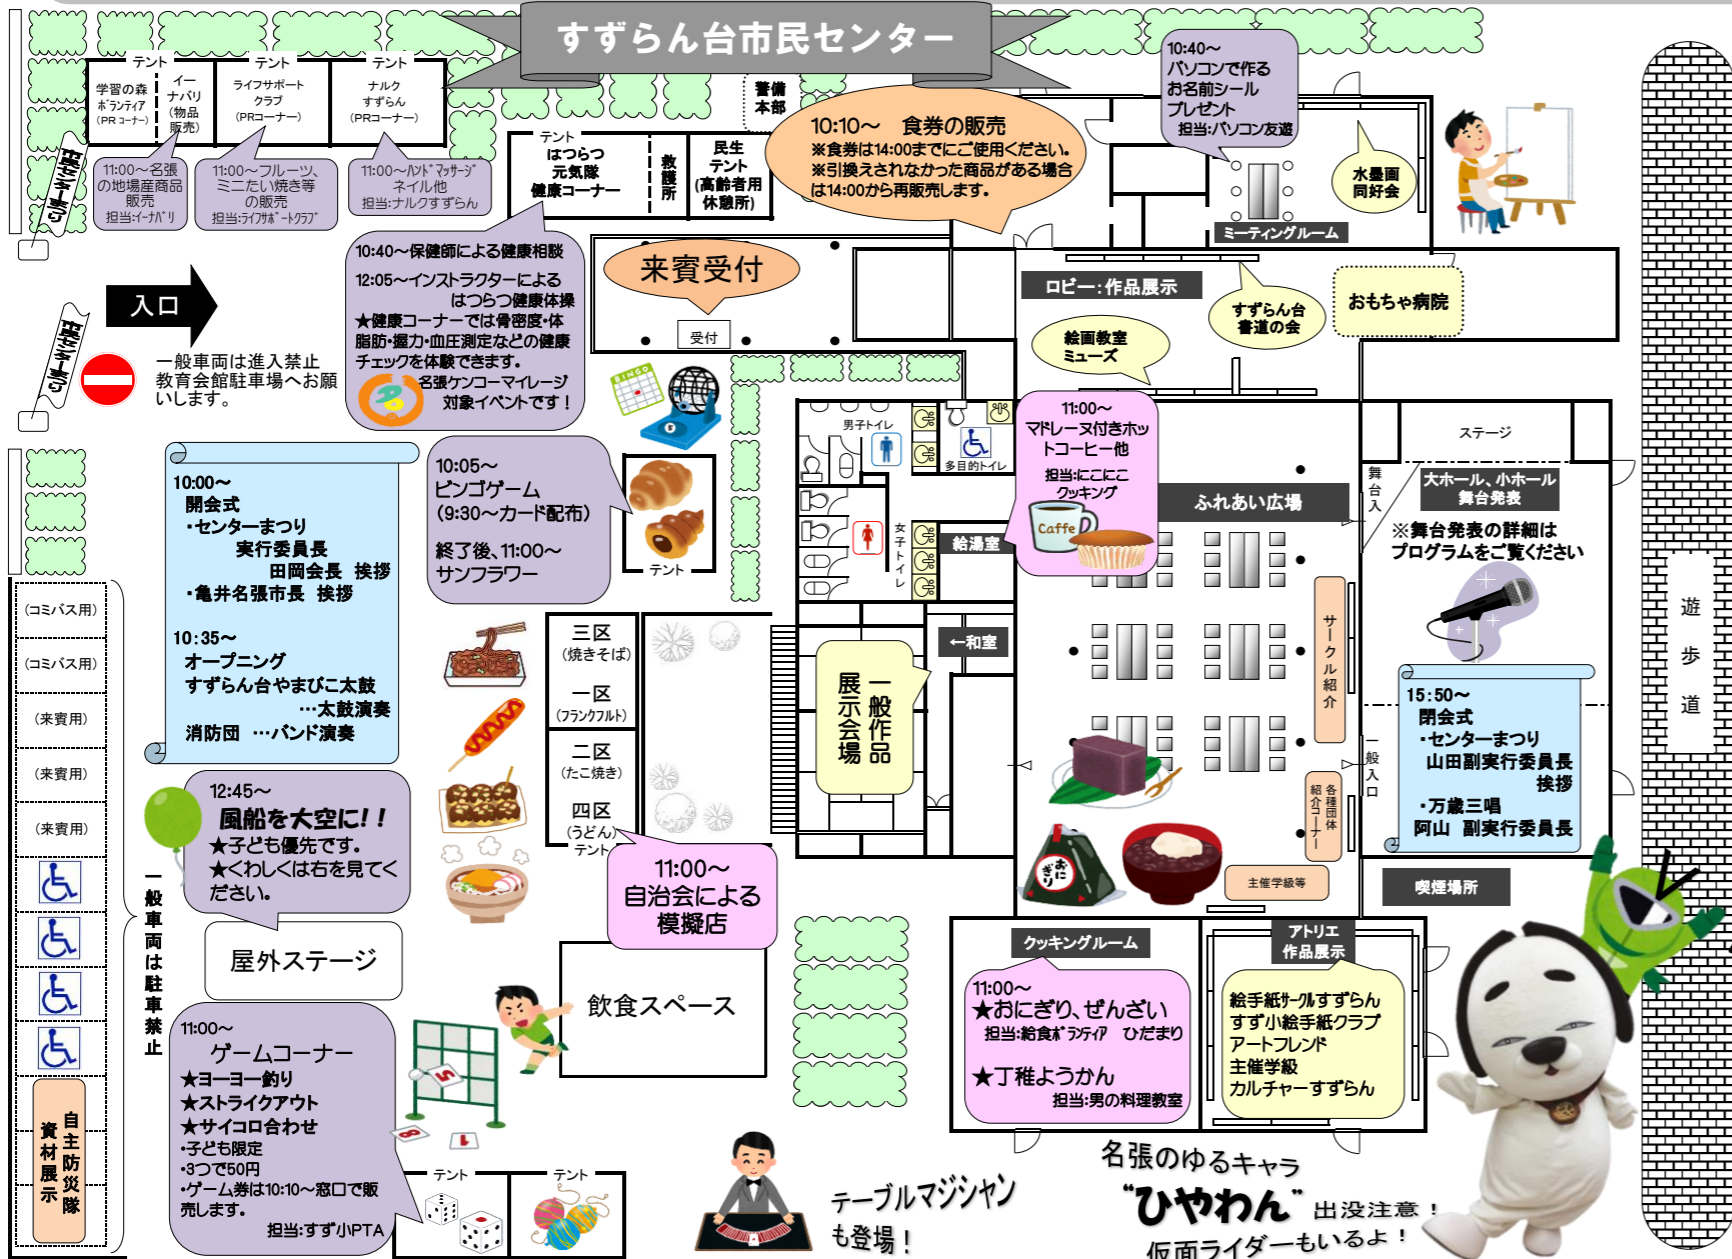 すずらん台市民センター
テント
学習の森
ボランティア
(PRコーナー)
イー
ナバリ
(物品
販売)
テント
ライフサポート
クラブ
(PRコーナー)
テント
ナルク
すずらん
(PRコーナー)
11:00～名張
の地場産商品
販売
担当:イーナバリ
11:00～フルーツ、
ミニたい焼き等
の販売
担当:ライフサポートクラブ
11:00～ハンドマッサージ
ネイル他
担当:ナルクすずらん
市民センターまつり
市民センターまつり
入口
一般車両は進入禁止
教育会館駐車場へお願
いします。
警備
本部
テント
はつらつ
元気隊
健康コーナー
救護所
民生
テント
(高齢者用
休憩所)
10:10～ 食券の販売
※食券は14:00までにご使用ください。
※引換えされなかった商品がある場合
は14:00から再販売します。
10:40～
パソコンで作る
お名前シール
プレゼント
担当:パソコン友遊
水墨画
同好会
ミーティングルーム
10:40～保健師による健康相談
12:05～インストラクターによる
はつらつ健康体操
★健康コーナーでは骨密度・体
脂肪・握力・血圧測定などの健康
チェックを体験できます。
名張ケンコーマイレージ
対象イベントです!
来賓受付
受付
ロビー:作品展示
すずらん台
書道の会
おもちゃ病院
絵画教室
ミューズ
BINGO
10:00～
開会式
・センターまつり
実行委員長
田岡会長 挨拶
・亀井名張市長 挨拶
10:35～
オープニング
すずらん台やまびこ太鼓
…太鼓演奏
消防団 …バンド演奏
10:05～
ビンゴゲーム
(9:30～カード配布)
終了後、11:00～
サンフラワー
テント
男子トイレ
多目的トイレ
女子トイレ
給湯室
11:00～
マドレーヌ付きホッ
トコーヒー他
担当:にこにこ
クッキング
Caffe
ふれあい広場
ステージ
舞台入
大ホール、小ホール
舞台発表
※舞台発表の詳細は
プログラムをご覧ください
遊歩道
(コミバス用)
(コミバス用)
(来賓用)
(来賓用)
(来賓用)
一般車両は駐車禁止
自主防災隊
資材展示
三区
(焼きそば)
一区
(フランクフルト)
二区
(たこ焼き)
四区
(うどん)
テント
←和室
一般作品
展示会場
サークル紹介
各種団体
紹介コーナー
一般入口
15:50～
閉会式
・センターまつり
山田副実行委員長
挨拶
・万歳三唱
阿山 副実行委員長
12:45～
風船を大空に!!
★子ども優先です。
★くわしくは右を見てく
ださい。
屋外ステージ
11:00～
自治会による
模擬店
飲食スペース
おにぎり
主催学級等
喫煙場所
クッキングルーム
11:00～
★おにぎり、ぜんざい
担当:給食ボランティア ひだまり
★丁稚ようかん
担当:男の料理教室
アトリエ
作品展示
絵手紙サークルすずらん
すず小絵手紙クラブ
アートフレンド
主催学級
カルチャーすずらん
11:00～
ゲームコーナー
★ヨーヨー釣り
★ストライクアウト
★サイコロ合わせ
・子ども限定
・3つで50円
・ゲーム券は10:10～窓口で販
売します。
担当:すず小PTA
5
8
1
テント
テント
テーブルマジシャン
も登場!
名張のゆるキャラ
"ひやわん"出没注意!
仮面ライダーもいるよ!